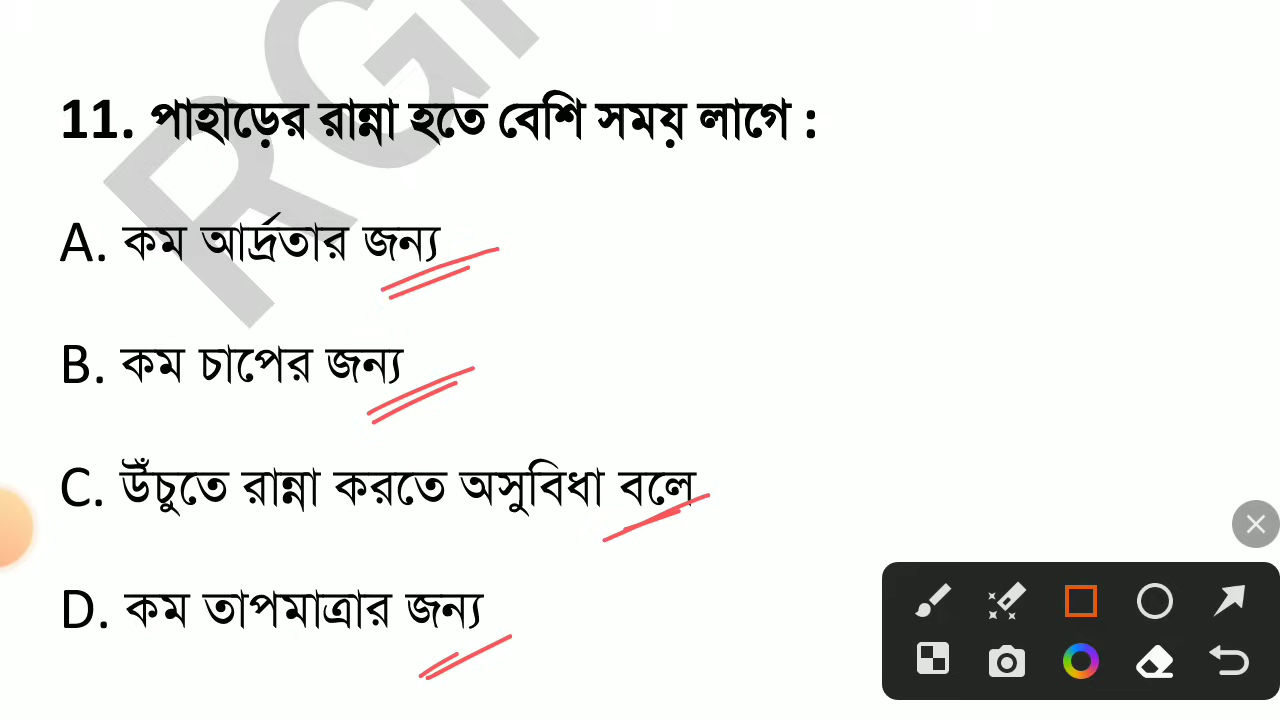 11. পাহাড়ের রান্না হতে বেশি সময় লাগে :
A. কম আর্দ্রতার জন্য
B. কম চাপের জন্য
C. উঁচুতে রান্না করতে অসুবিধা বলে
D. কম তাপমাত্রার জন্য